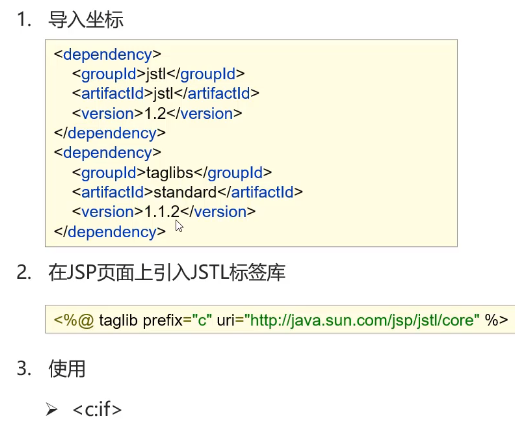 1. 导入坐标
<dependency>
<groupId>jstl</groupId>
<artifactId>jstl</artifactId>
<version>1.2</version>
</dependency>
<dependency>
<groupId>taglibs</groupId>
<artifactId>standard</artifactId>
<version>1.1.2</version>
</dependency>
2. 在JSP页面上引入JSTL标签库
<%@ taglib prefix="c" uri="http://java.sun.com/jsp/jstl/core" %>
3. 使用
➢ <c:if>